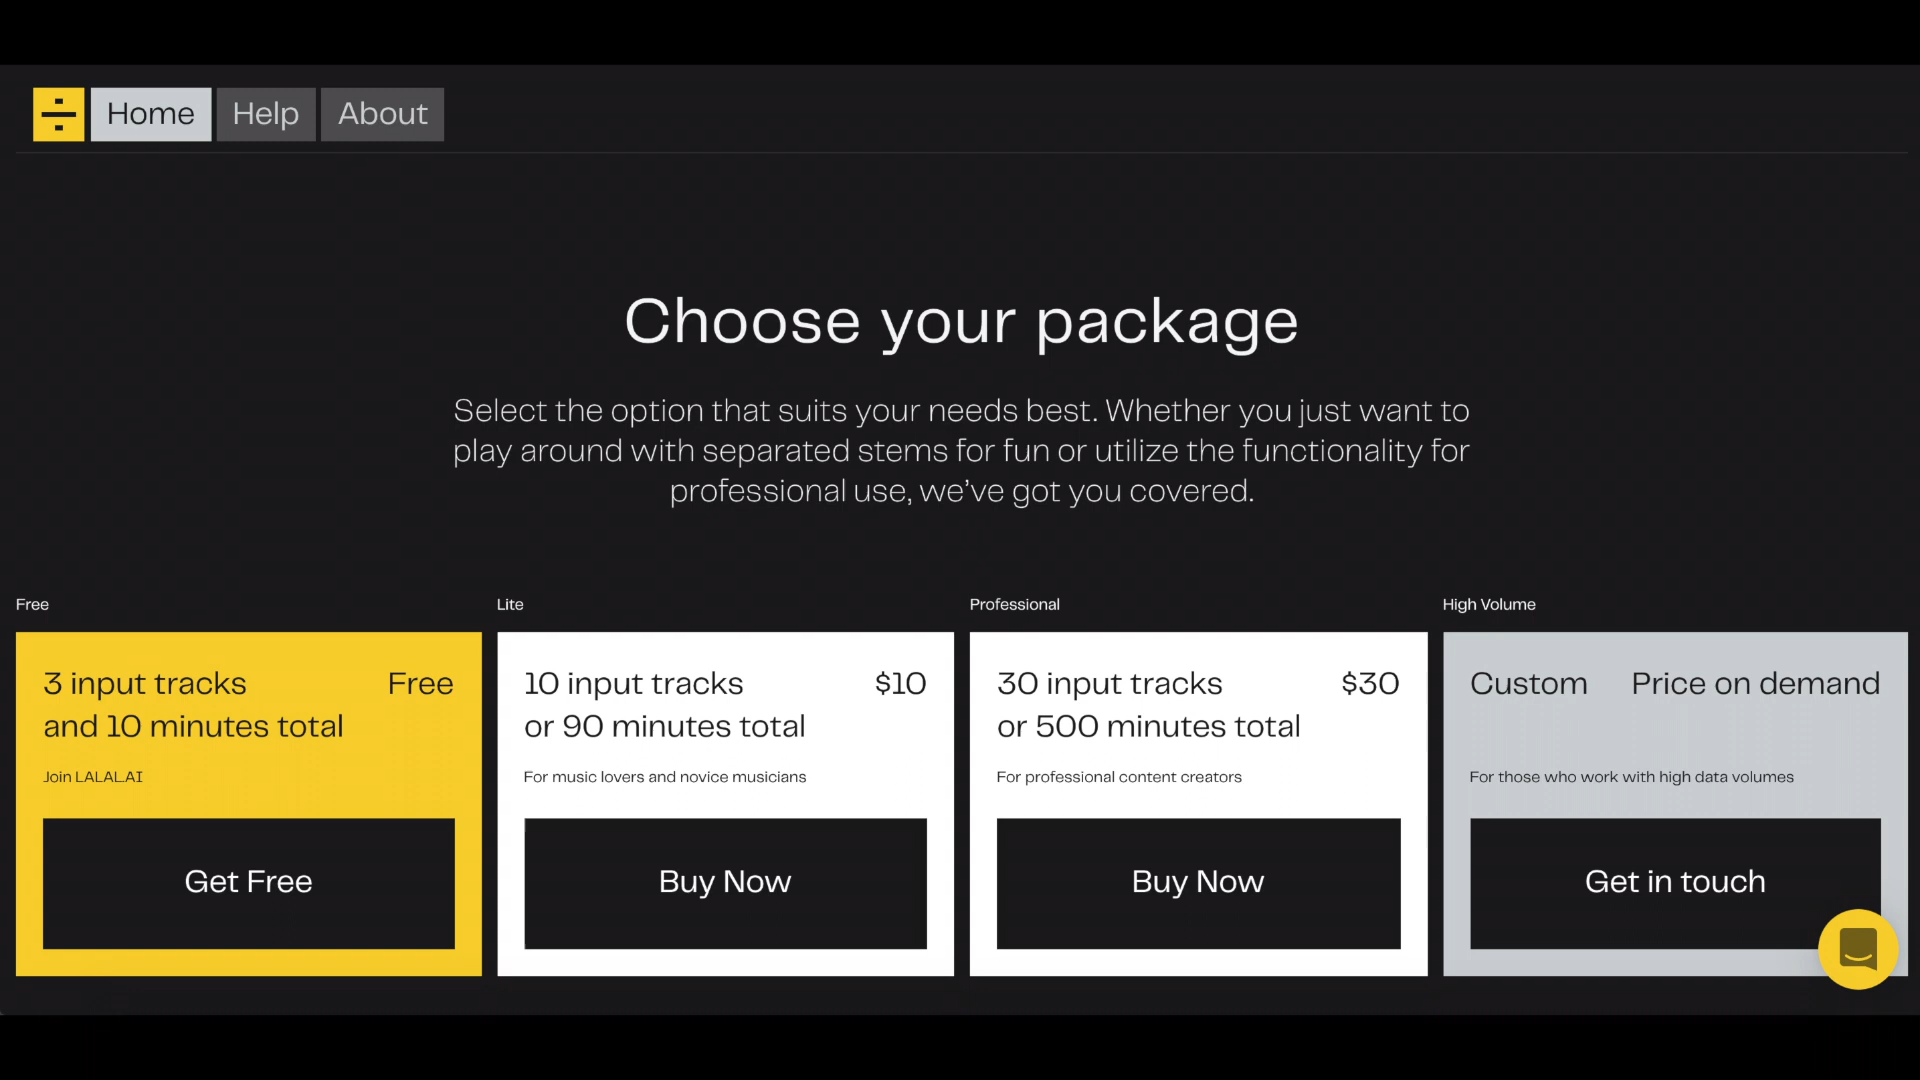 Home Help About
Choose your package
Select the option that suits your needs best. Whether you just want to
play around with separated stems for fun or utilize the functionality for
professional use, we’ve got you covered.
Free
3 input tracks Free
and 10 minutes total
Join LALAL.AI
Get Free
Lite
10 input tracks $10
or 90 minutes total
For music lovers and novice musicians
Buy Now
Professional
30 input tracks $30
or 500 minutes total
For professional content creators
Buy Now
High Volume
Custom Price on demand
For those who work with high data volumes
Get in touch